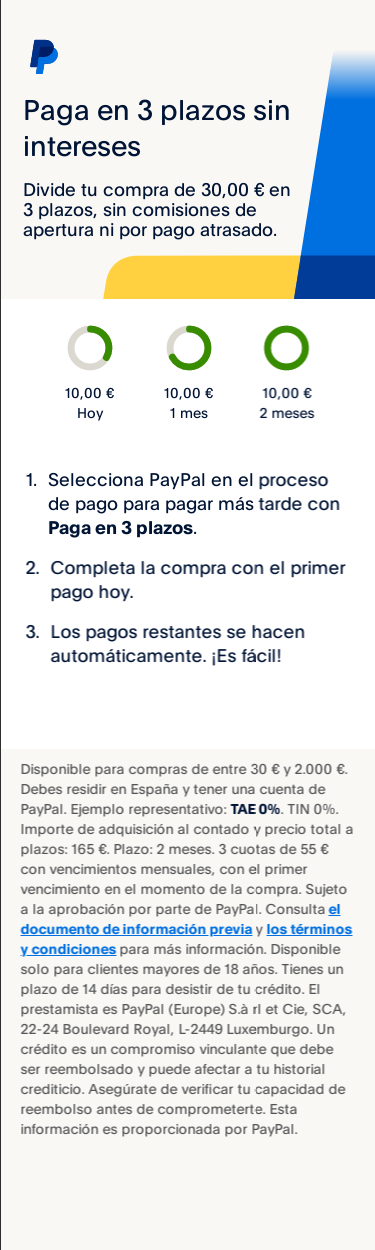 Paga en 3 plazos sin
intereses
Divide tu compra de 30,00 € en
3 plazos, sin comisiones de
apertura ni por pago atrasado.
10,00 € 10,00 € 10,00 €
Hoy 1 mes 2 meses
1. Selecciona PayPal en el proceso
de pago para pagar más tarde con
Paga en 3 plazos.
2. Completa la compra con el primer
pago hoy.
3. Los pagos restantes se hacen
automáticamente. ¡Es fácil!
Disponible para compras de entre 30 € y 2.000 €.
Debes residir en España y tener una cuenta de
PayPal. Ejemplo representativo: TAE 0%. TIN 0%.
Importe de adquisición al contado y precio total a
plazos: 165 €. Plazo: 2 meses. 3 cuotas de 55 €
con vencimientos mensuales, con el primer
vencimiento en el momento de la compra. Sujeto
a la aprobación por parte de PayPal. Consulta el
documento de información previa y los términos
y condiciones para más información. Disponible
solo para clientes mayores de 18 años. Tienes un
plazo de 14 días para desistir de tu crédito. El
prestamista es PayPal (Europe) S.à rl et Cie, SCA,
22-24 Boulevard Royal, L-2449 Luxemburgo. Un
crédito es un compromiso vinculante que debe
ser reembolsado y puede afectar a tu historial
crediticio. Asegúrate de verificar tu capacidad de
reembolso antes de comprometerte. Esta
información es proporcionada por PayPal.